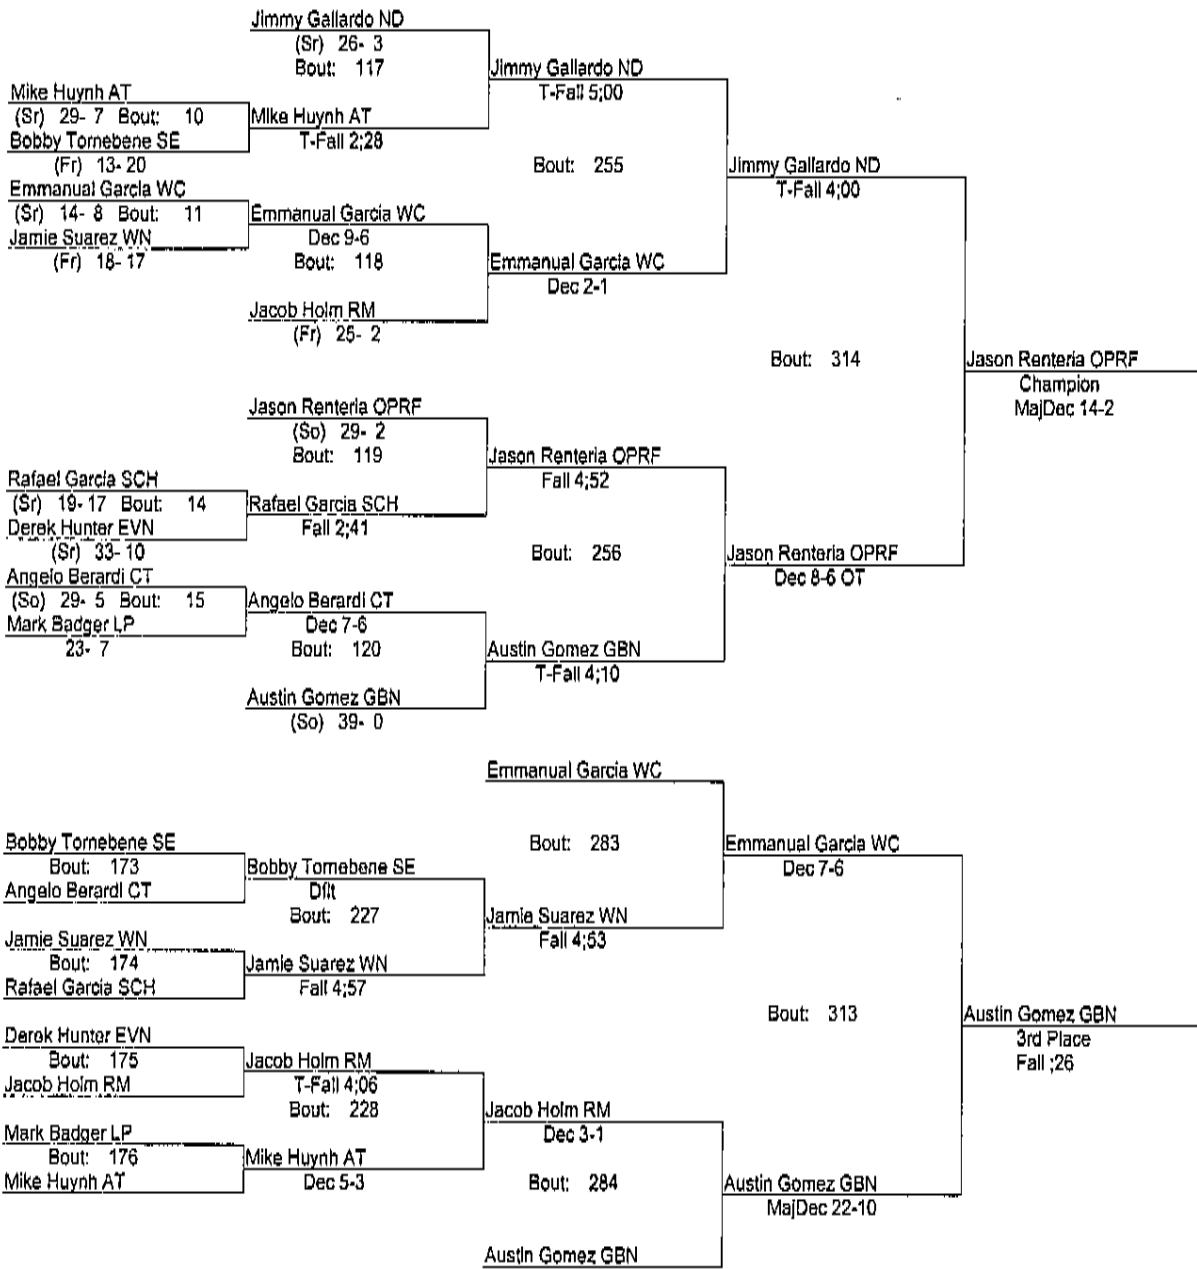 Jimmy Gallardo ND
(Sr) 26- 3
Bout: 117
Jimmy Gallardo ND
T-Fall 5;00
Mike Huynh AT
(Sr) 29- 7 Bout: 10
Mike Huynh AT
T-Fall 2;28
Bobby Tornebene SE
(Fr) 13- 20
Bout: 255
Jimmy Gallardo ND
T-Fall 4;00
Emmanual Garcia WC
(Sr) 14- 8 Bout: 11
Emmanual Garcia WC
Dec 9-6
Jamie Suarez WN
(Fr) 18- 17
Bout: 118
Emmanual Garcia WC
Dec 2-1
Jacob Holm RM
(Fr) 25- 2
Bout: 314
Jason Renteria OPRF
Champion
MajDec 14-2
Jason Renteria OPRF
(So) 29- 2
Bout: 119
Jason Renteria OPRF
Fall 4;52
Rafael Garcia SCH
(Sr) 19- 17 Bout: 14
Rafael Garcia SCH
Fall 2;41
Derek Hunter EVN
(Sr) 33- 10
Bout: 256
Jason Renteria OPRF
Dec 8-6 OT
Angelo Berardi CT
(So) 29- 5 Bout: 15
Angelo Berardi CT
Dec 7-6
Mark Badger LP
23- 7
Bout: 120
Austin Gomez GBN
T-Fall 4;10
Austin Gomez GBN
(So) 39- 0
Emmanual Garcia WC
Bout: 283
Emmanual Garcia WC
Dec 7-6
Bobby Tornebene SE
Bout: 173
Bobby Tornebene SE
Dflt
Angelo Berardi CT
Bout: 227
Jamie Suarez WN
Fall 4;53
Jamie Suarez WN
Bout: 174
Jamie Suarez WN
Fall 4;57
Rafael Garcia SCH
Bout: 313
Austin Gomez GBN
3rd Place
Fall ;26
Derek Hunter EVN
Bout: 175
Jacob Holm RM
T-Fall 4;06
Jacob Holm RM
Bout: 228
Jacob Holm RM
Dec 3-1
Mark Badger LP
Bout: 176
Mike Huynh AT
Dec 5-3
Mike Huynh AT
Bout: 284
Austin Gomez GBN
MajDec 22-10
Austin Gomez GBN